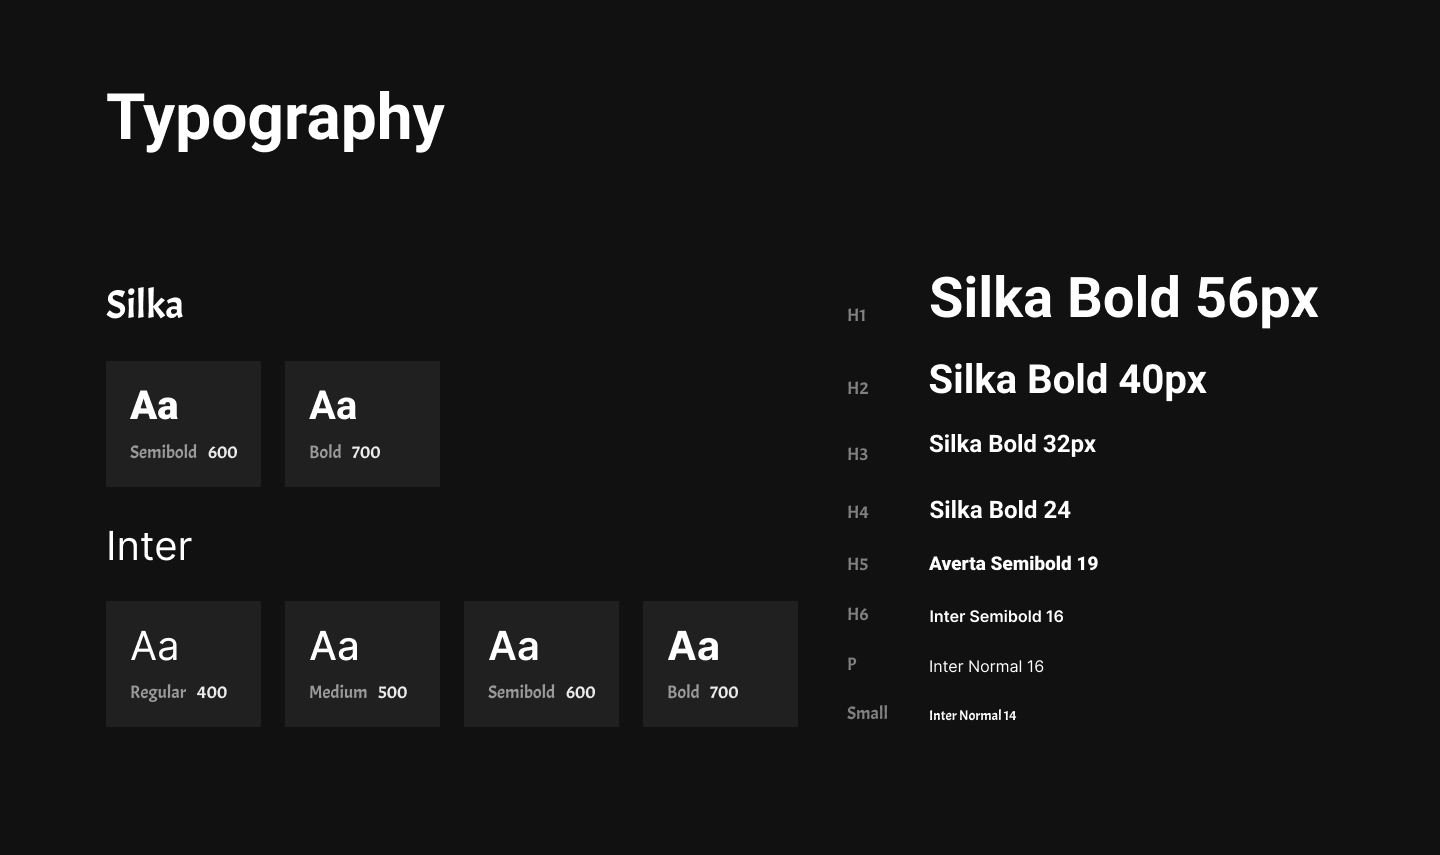 Typography
Silka
Aa
Semibold 600
Aa
Bold 700
Inter
Aa
Regular 400
Aa
Medium 500
Aa
Semibold 600
Aa
Bold 700
H1 Silka Bold 56px
H2 Silka Bold 40px
H3 Silka Bold 32px
H4 Silka Bold 24
H5 Averta Semibold 19
H6 Inter Semibold 16
P Inter Normal 16
Small Inter Normal 14